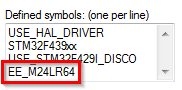 Defined symbols: (one per line)
USE_HAL_DRIVER
STM32F439xx
USE_STM32F429I_DISCO
EE_M24LR64